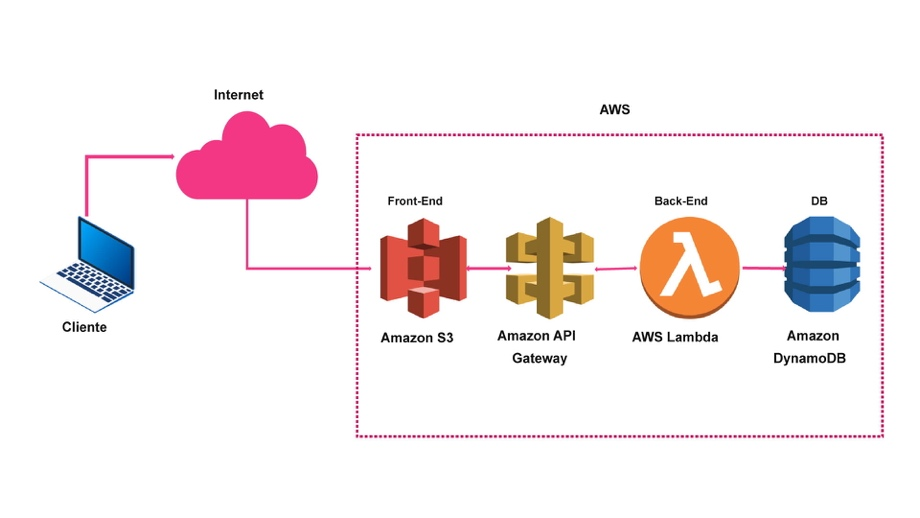 Internet
AWS
Front-End
Back-End
DB
Cliente
Amazon S3
Amazon API
Gateway
AWS Lambda
Amazon
DynamoDB